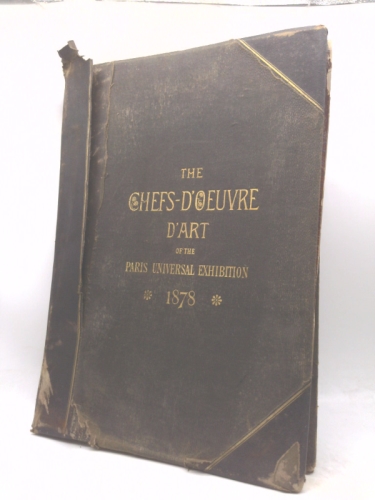 THE
CHEFS-D'OEUVRE
D'ART
OF THE
PARIS UNIVERSAL EXHIBITION
1878